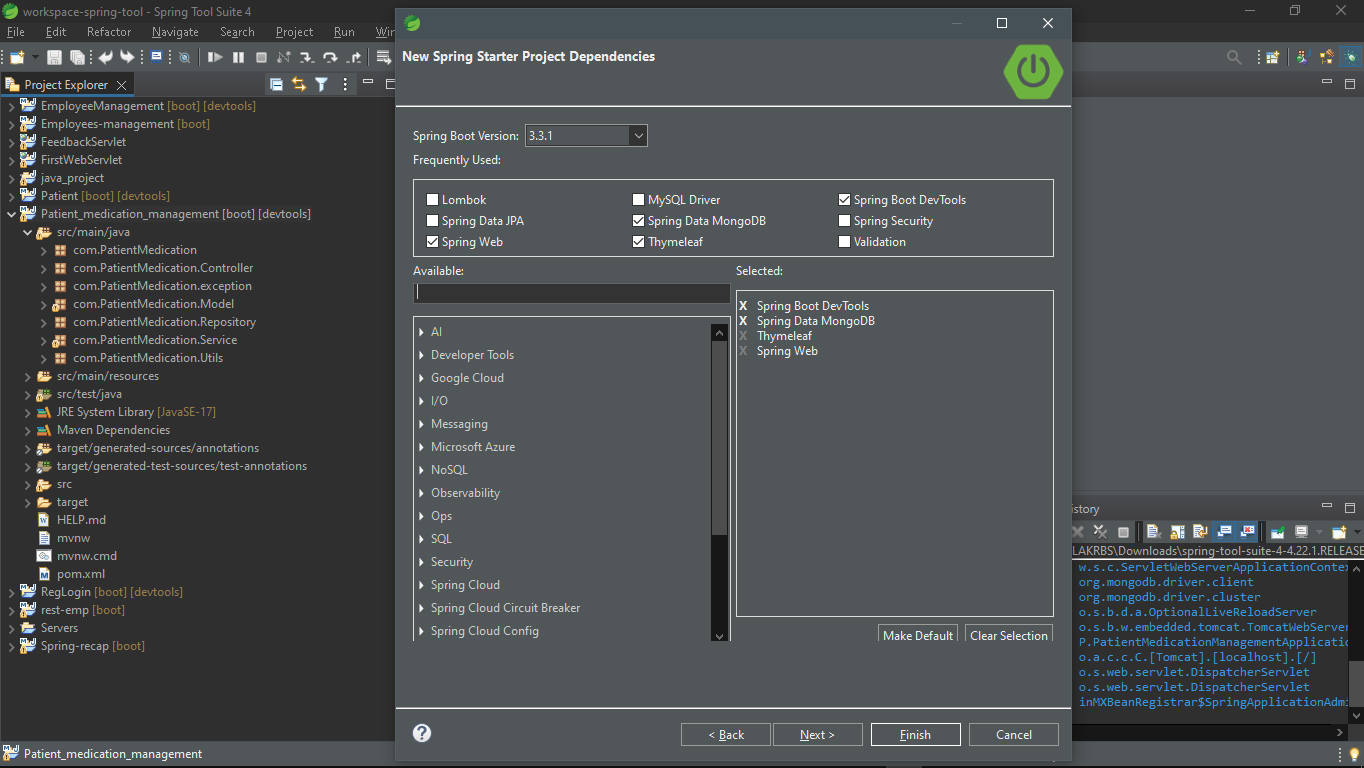 workspace-spring-tool - Spring Tool Suite 4
File Edit Refactor Navigate Search Project Run
Project Explorer
EmployeeManagement [boot] [devtools]
Employees-management [boot]
FeedbackServlet
FirstWebServlet
java_project
Patient [boot] [devtools]
Patient_medication_management [boot] [devtools]
src/main/java
com.PatientMedication
com.PatientMedication.Controller
com.PatientMedication.exception
com.PatientMedication.Model
com.PatientMedication.Repository
com.PatientMedication.Service
com.PatientMedication.Utils
src/main/resources
src/test/java
JRE System Library [JavaSE-17]
Maven Dependencies
target/generated-sources/annotations
target/generated-test-sources/test-annotations
src
target
HELP.md
mvnw
mvnw.cmd
pom.xml
RegLogin [boot] [devtools]
rest-emp [boot]
Servers
Spring-recap [boot]
Patient_medication_management
New Spring Starter Project Dependencies
Spring Boot Version: 3.3.1
Frequently Used:
Lombok MySQL Driver Spring Boot DevTools
Spring Data JPA Spring Data MongoDB Spring Security
Spring Web Thymeleaf Validation
Available:
AI
Developer Tools
Google Cloud
I/O
Messaging
Microsoft Azure
NoSQL
Observability
Ops
SQL
Security
Spring Cloud
Spring Cloud Circuit Breaker
Spring Cloud Config
Selected:
X Spring Boot DevTools
X Spring Data MongoDB
X Thymeleaf
X Spring Web
Make Default Clear Selection
< Back Next > Finish Cancel
istory
LAKRBS\Downloads\spring-tool-suite-4-4.22.1.RELEASE
w.s.c.ServletWebServerApplicationContex
org.mongodb.driver.client
org.mongodb.driver.cluster
o.s.b.d.a.OptionalLiveReloadServer
o.s.b.w.embedded.tomcat.TomcatWebServer
P.PatientMedicationManagementApplicatio
o.a.c.c.C.[Tomcat].[localhost].[/]
o.s.web.servlet.DispatcherServlet
o.s.web.servlet.DispatcherServlet
inMXBeanRegistrar$SpringApplicationAdmi